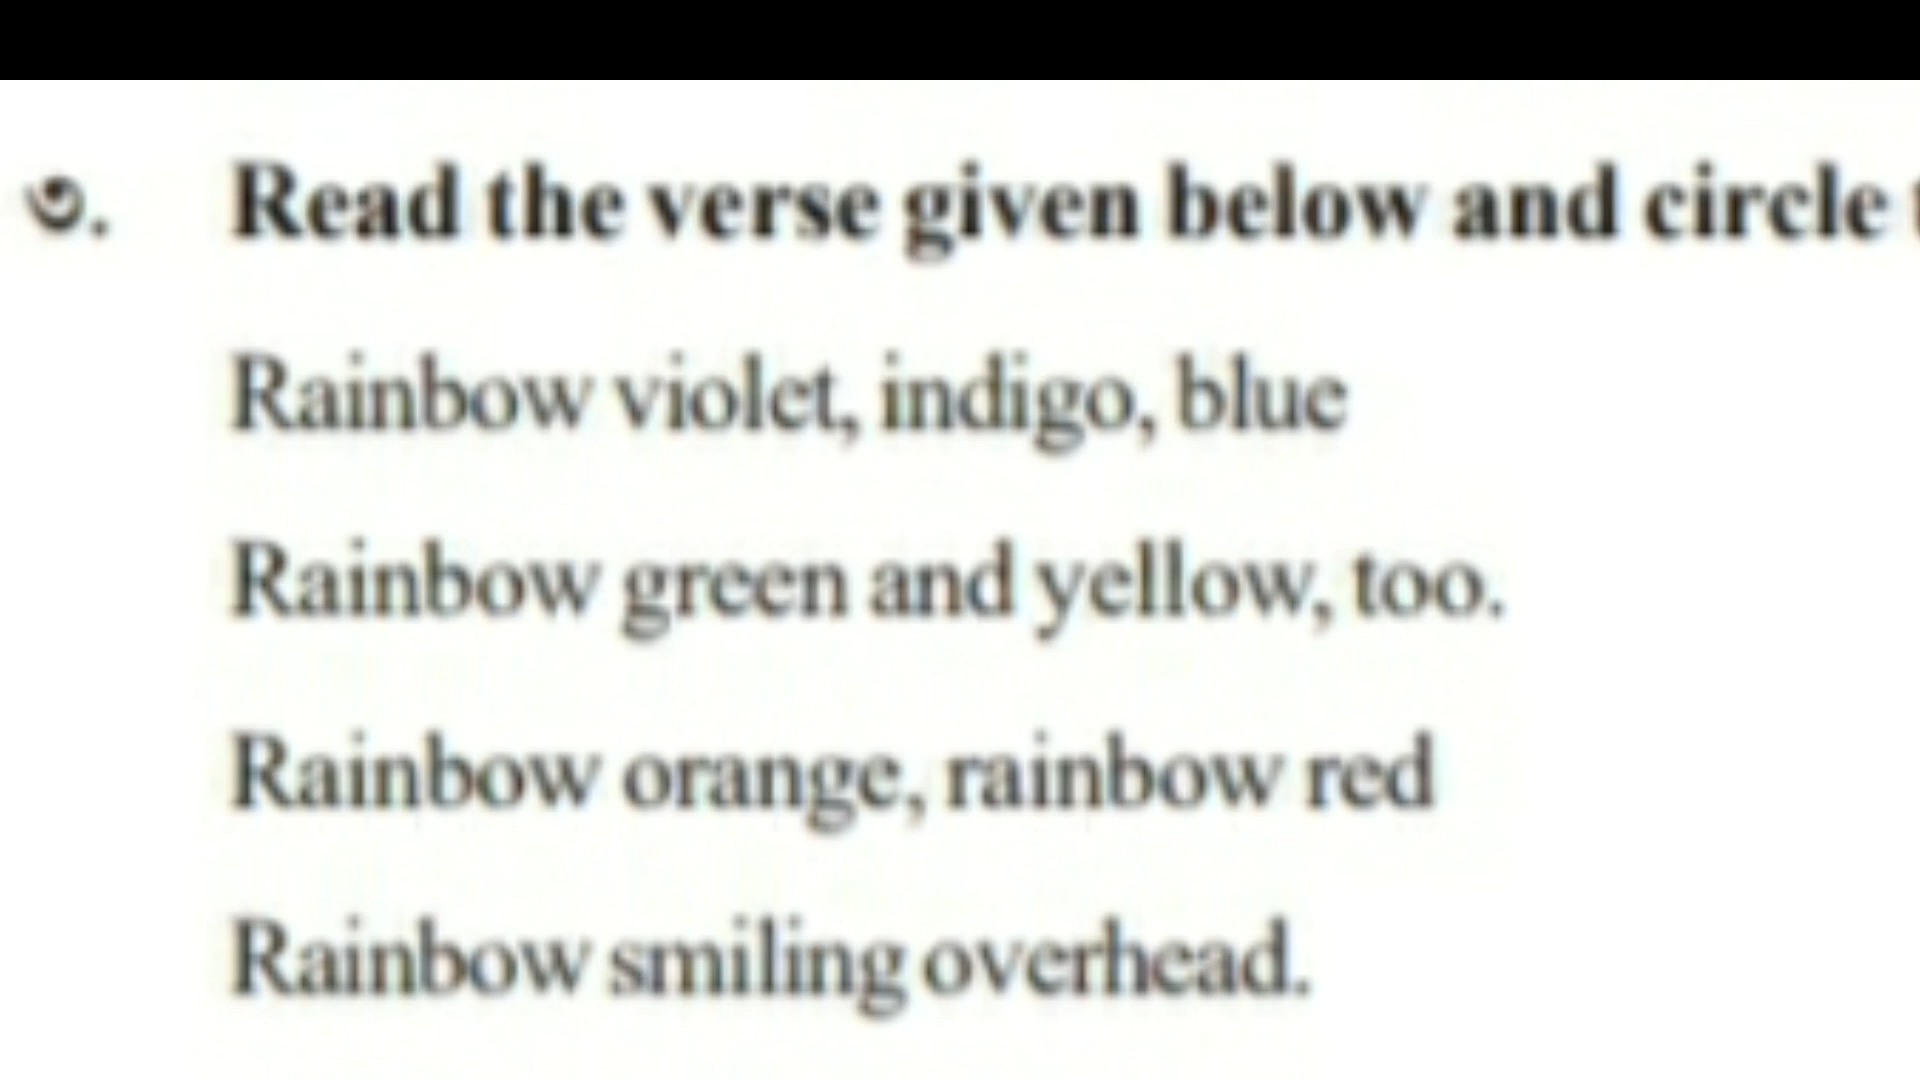 ৩. Read the verse given below and circle
Rainbow violet, indigo, blue
Rainbow green and yellow, too.
Rainbow orange, rainbow red
Rainbow smiling overhead.